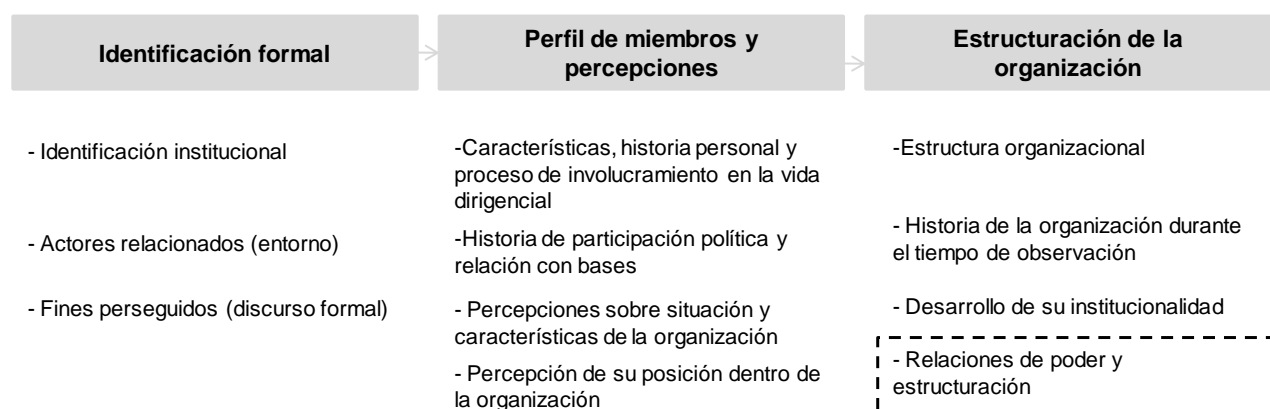 Identificación formal
Perfil de miembros y
percepciones
Estructuración de la
organización
- Identificación institucional
- Actores relacionados (entorno)
- Fines perseguidos (discurso formal)
-Características, historia personal y
proceso de involucramiento en la vida
dirigencial
-Historia de participación política y
relación con bases
- Percepciones sobre situación y
características de la organización
- Percepción de su posición dentro de
la organización
-Estructura organizacional
- Historia de la organización durante
el tiempo de observación
- Desarrollo de su institucionalidad
- Relaciones de poder y
estructuración